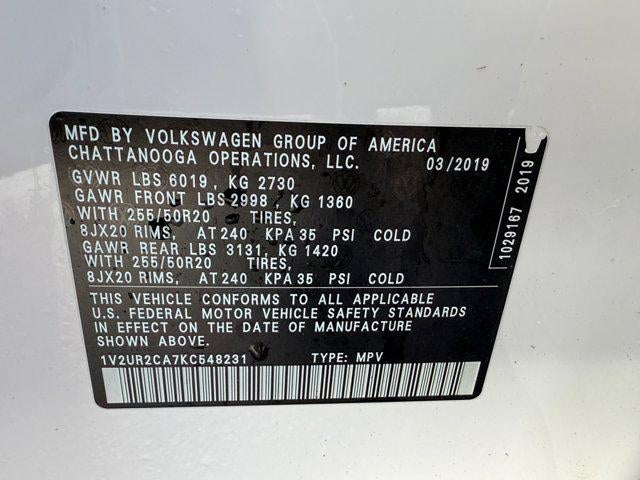 MFD BY VOLKSWAGEN GROUP OF AMERICA
CHATTANOOGA OPERATIONS, LLC. 03/2019
GVWR LBS 6019, KG 2730
GAWR FRONT LBS 2998, KG 1360
WITH 255/50R20 TIRES,
8JX20 RIMS, AT 240 KPA 35 PSI COLD
GAWR REAR LBS 3131, KG 1420
WITH 255/50R20 TIRES,
8JX20 RIMS, AT 240 KPA 35 PSI COLD
THIS VEHICLE CONFORMS TO ALL APPLICABLE
U.S. FEDERAL MOTOR VEHICLE SAFETY STANDARDS
IN EFFECT ON THE DATE OF MANUFACTURE
SHOWN ABOVE
1V2UR2CA7KC548231 TYPE: MPV
1029167 2019